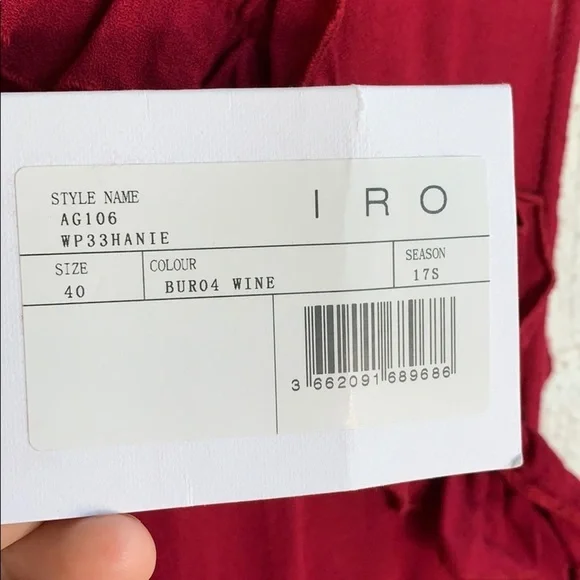 STYLE NAME
AG106
WP33HANIE
I R O
SIZE
40
COLOUR
BUR04 WINE
SEASON
17S
3 662091 689686